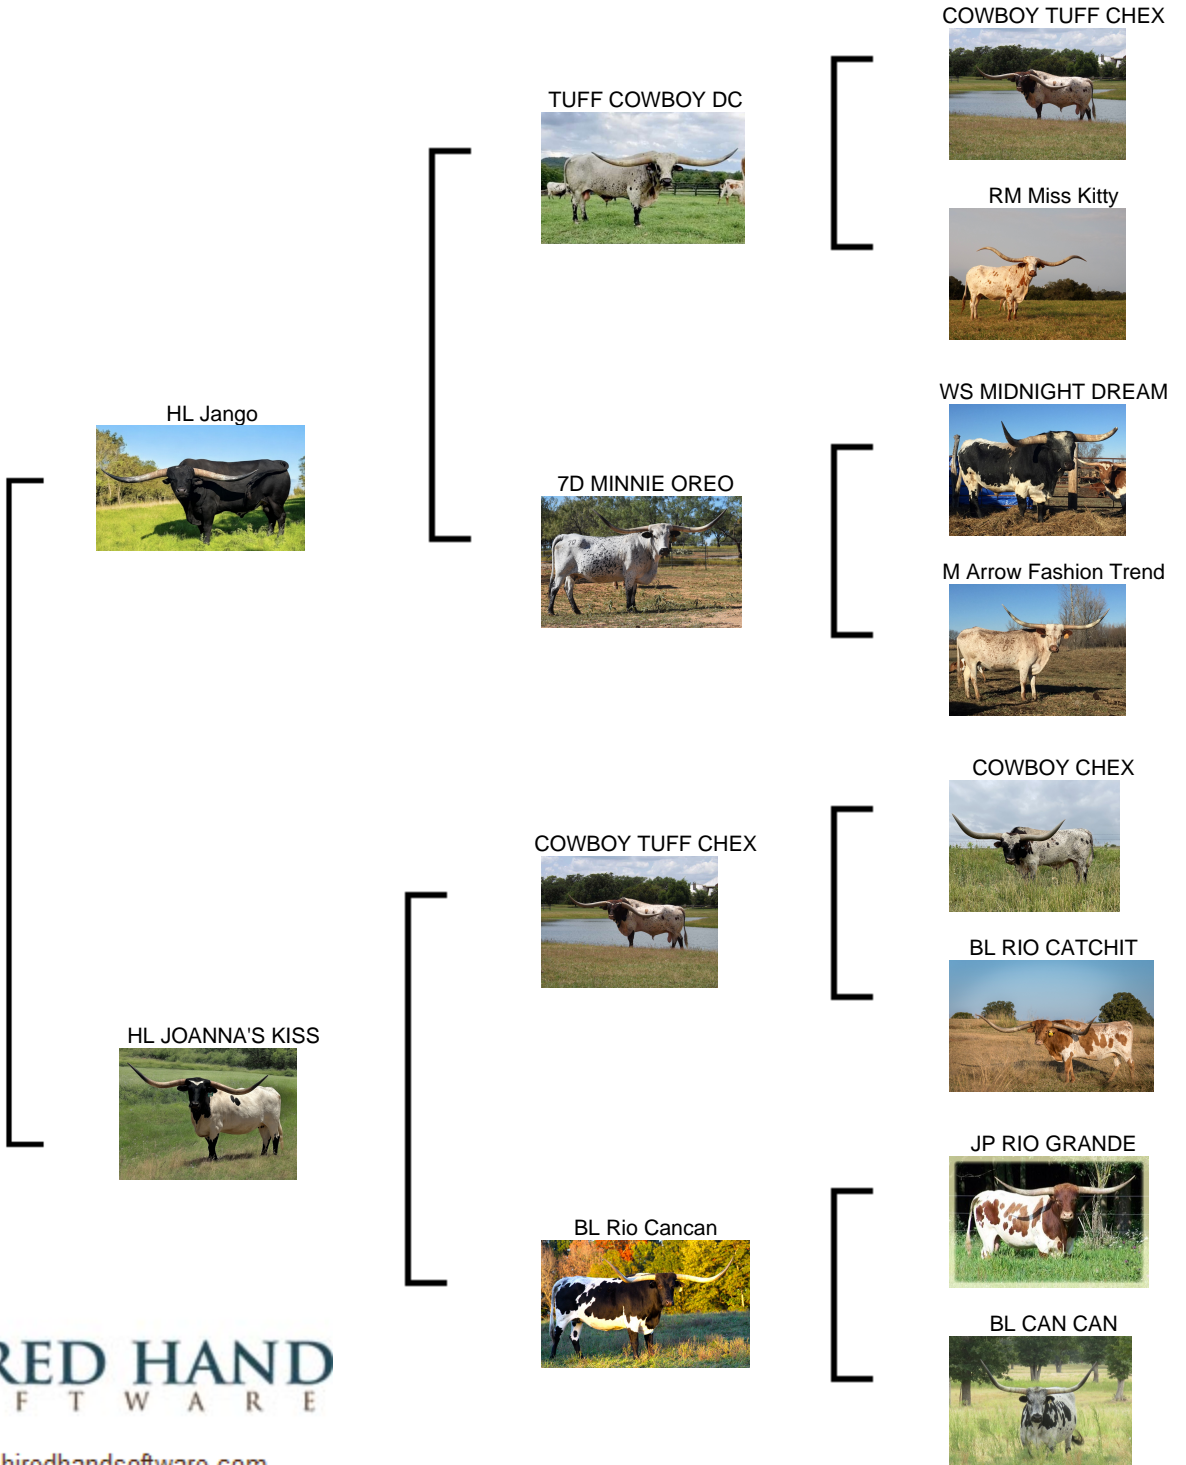 COWBOY TUFF CHEX
TUFF COWBOY DC
RM Miss Kitty
WS MIDNIGHT DREAM
HL Jango
7D MINNIE OREO
M Arrow Fashion Trend
COWBOY CHEX
COWBOY TUFF CHEX
BL RIO CATCHIT
HL JOANNA'S KISS
JP RIO GRANDE
BL Rio Cancan
BL CAN CAN
RED HAND
F T W A R E
hiredhandsoftware.com